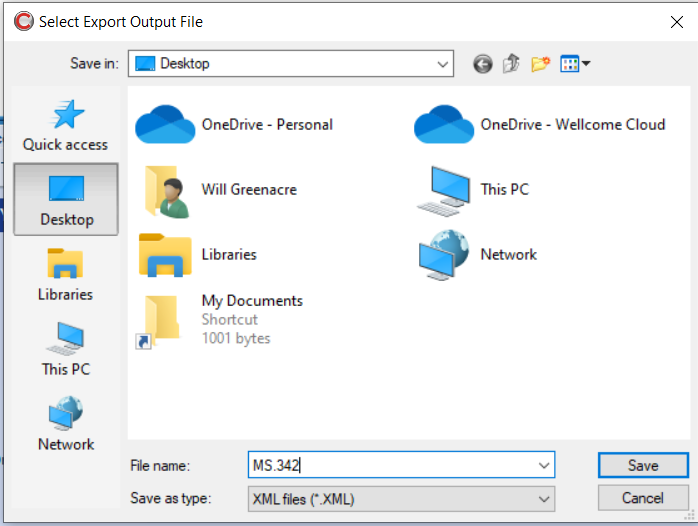 Select Export Output File
Save in:
Desktop
Quick access
Desktop
Libraries
This PC
Network
OneDrive - Personal
OneDrive - Wellcome Cloud
Will Greenacre
This PC
Libraries
Network
My Documents
Shortcut
1001 bytes
File name:
MS.342
Save
Save as type:
XML files (*.XML)
Cancel